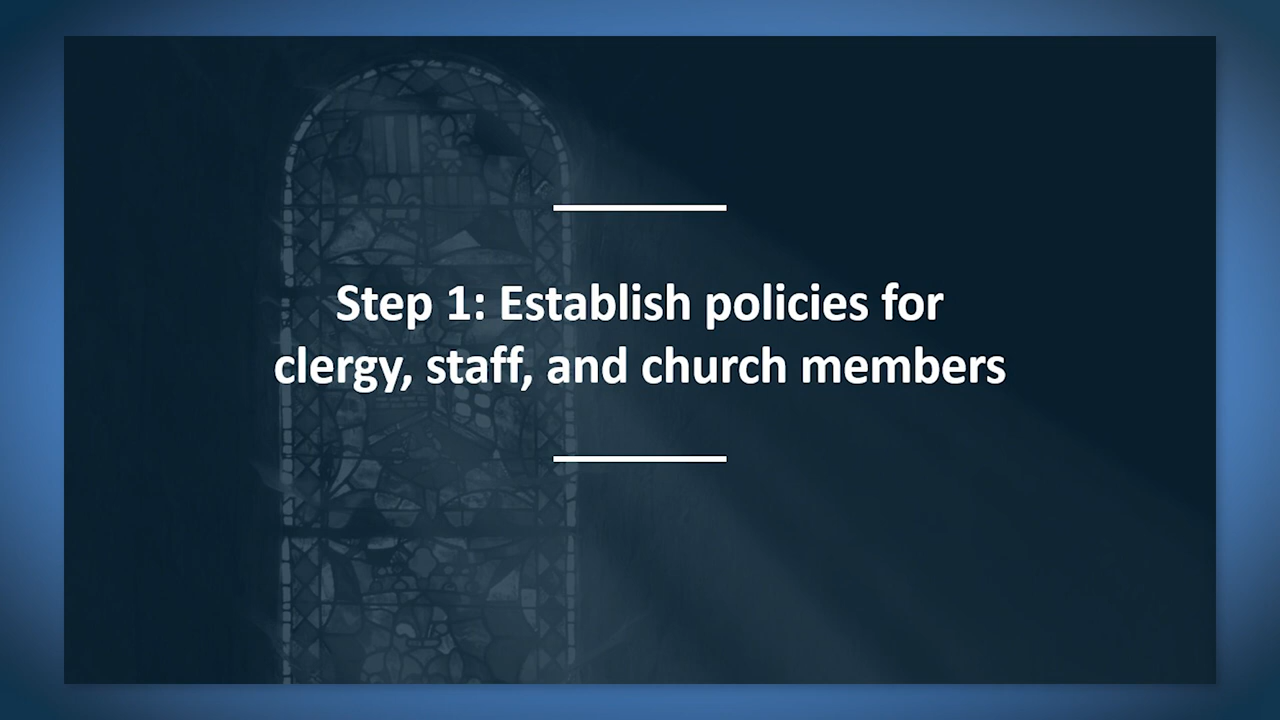 Step 1: Establish policies for
clergy, staff, and church members